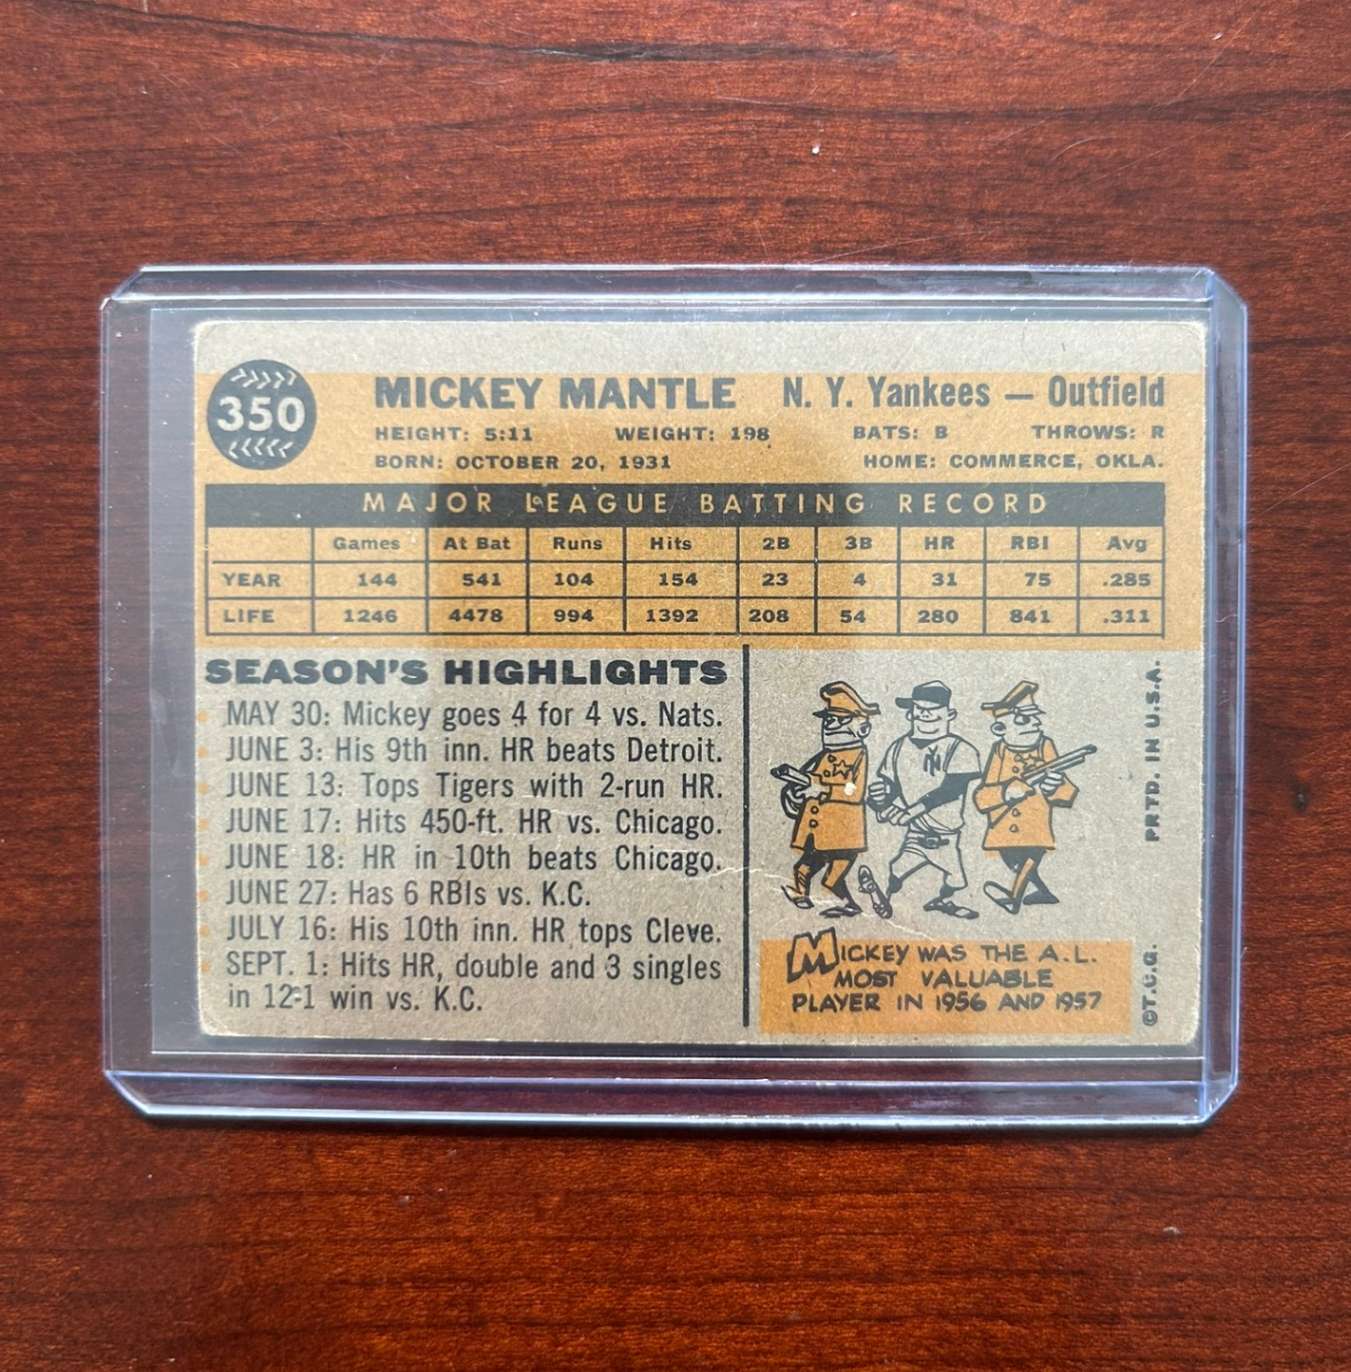 350
MICKEY MANTLE N. Y. Yankees — Outfield
HEIGHT: 5:11 WEIGHT: 198 BATS: B THROWS: R
BORN: OCTOBER 20, 1931 HOME: COMMERCE, OKLA.
MAJOR LEAGUE BATTING RECORD
Games At Bat Runs Hits 2B 3B HR RBI Avg
YEAR 144 541 104 154 23 4 31 75 .285
LIFE 1246 4478 994 1392 208 54 280 841 .311
SEASON'S HIGHLIGHTS
MAY 30: Mickey goes 4 for 4 vs. Nats.
JUNE 3: His 9th inn. HR beats Detroit.
JUNE 13: Tops Tigers with 2-run HR.
JUNE 17: Hits 450-ft. HR vs. Chicago.
JUNE 18: HR in 10th beats Chicago.
JUNE 27: Has 6 RBIs vs. K.C.
JULY 16: His 10th inn. HR tops Cleve.
SEPT. 1: Hits HR, double and 3 singles
in 12-1 win vs. K.C.
NY
MICKEY WAS THE A.L.
MOST VALUABLE
PLAYER IN 1956 AND 1957
©T.C.G. PRTD. IN U.S.A.